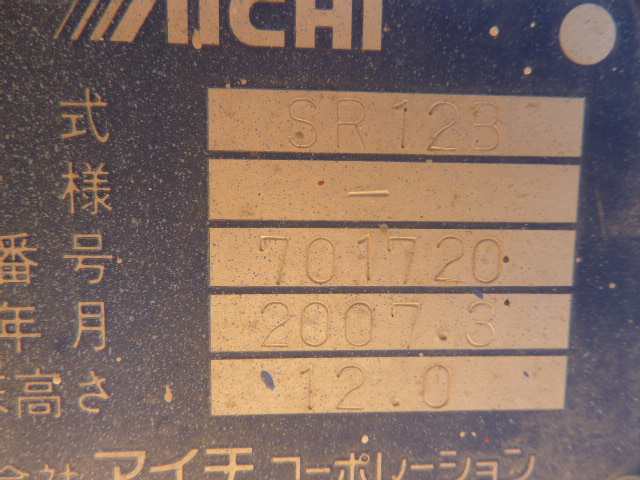 AICHI
式 SR12B
様 -
番号 701720
年月 2007.3
高さ 12.0
アイチコーポレーション